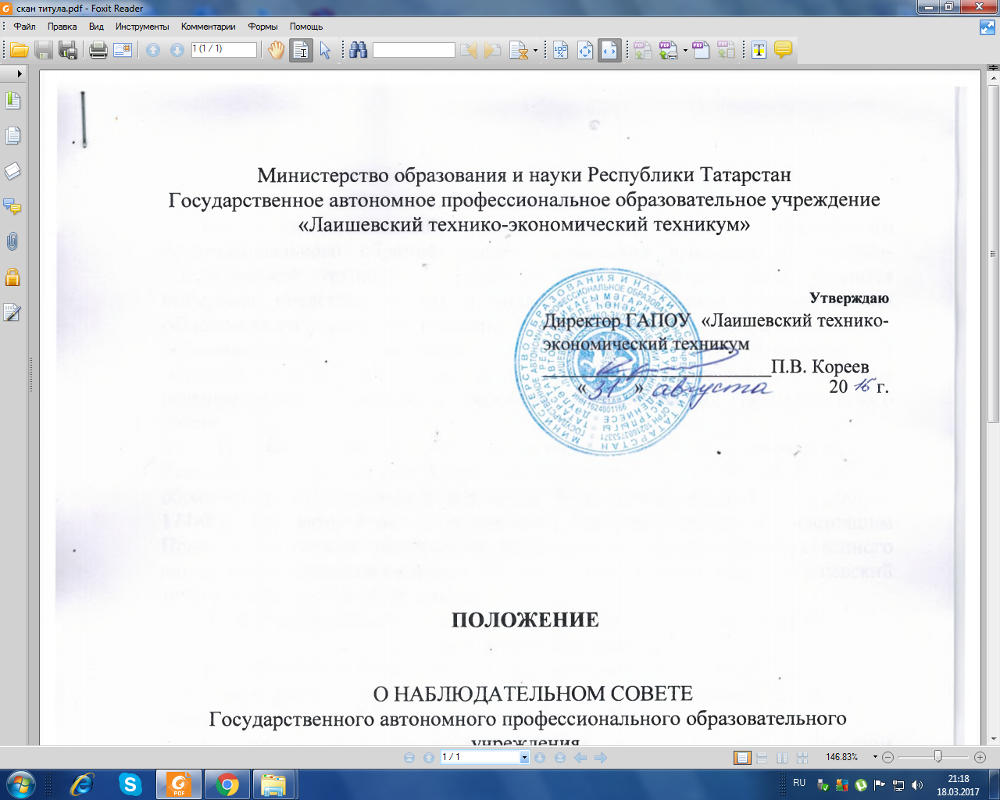 скан титула.pdf - Foxit Reader
Файл Правка Вид Инструменты Комментарии Формы Помощь
1 (1 / 1)
Министерство образования и науки Республики Татарстан
Государственное автономное профессиональное образовательное учреждение
«Лаишевский технико-экономический техникум»
Утверждаю
Директор ГАПОУ «Лаишевский технико-
экономический техникум
П.В. Кореев
« 31 » августа 20 г.
ПОЛОЖЕНИЕ
О НАБЛЮДАТЕЛЬНОМ СОВЕТЕ
Государственного автономного профессионального образовательного
учреждения
1 / 1
146.83%
RU
21:18
18.03.2017